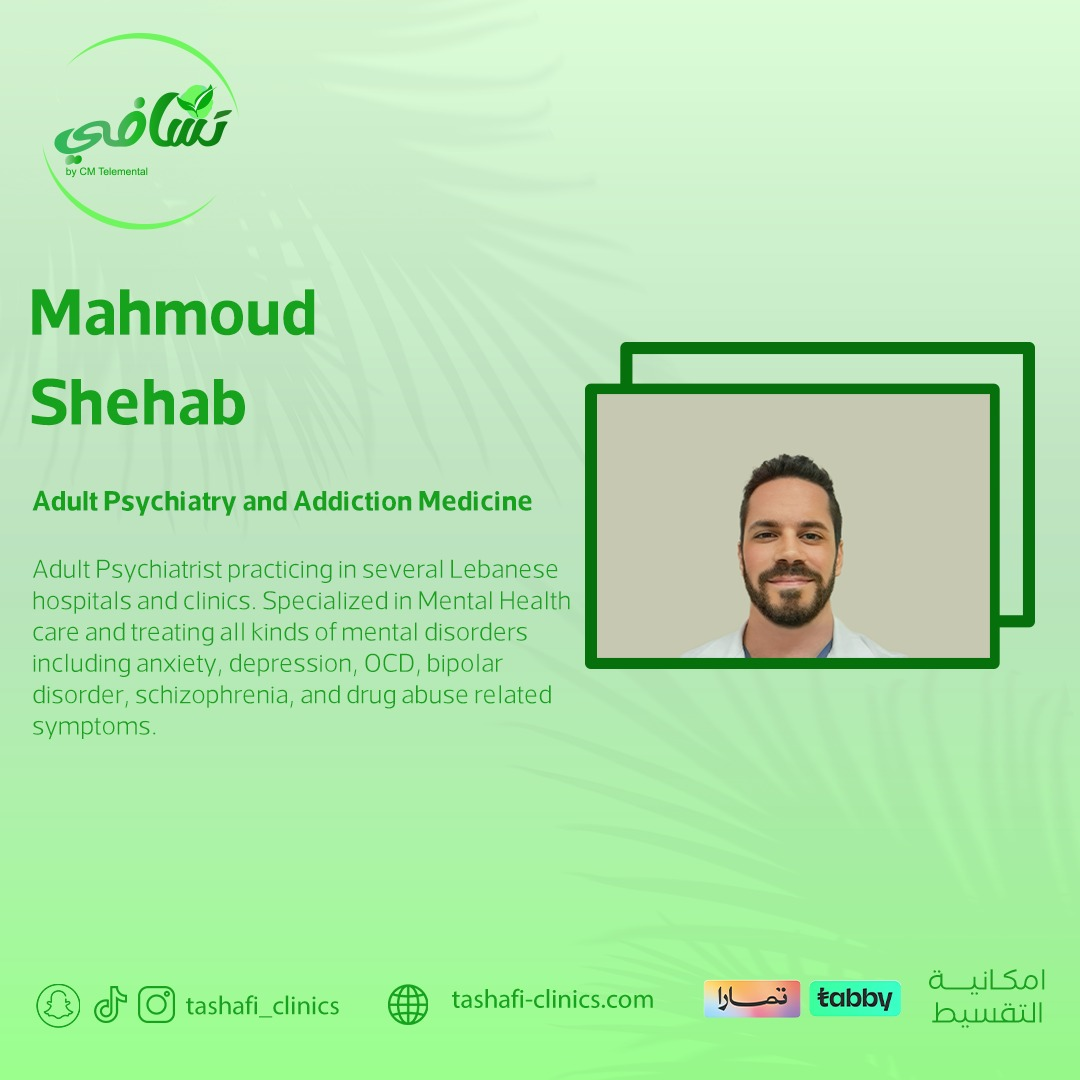 تشافي
by CM Telemental
Mahmoud
Shehab
Adult Psychiatry and Addiction Medicine
Adult Psychiatrist practicing in several Lebanese
hospitals and clinics. Specialized in Mental Health
care and treating all kinds of mental disorders
including anxiety, depression, OCD, bipolar
disorder, schizophrenia, and drug abuse related
symptoms.
tashafi_clinics
tashafi-clinics.com
تمارا
tabby
امكانيــة
التقسيط